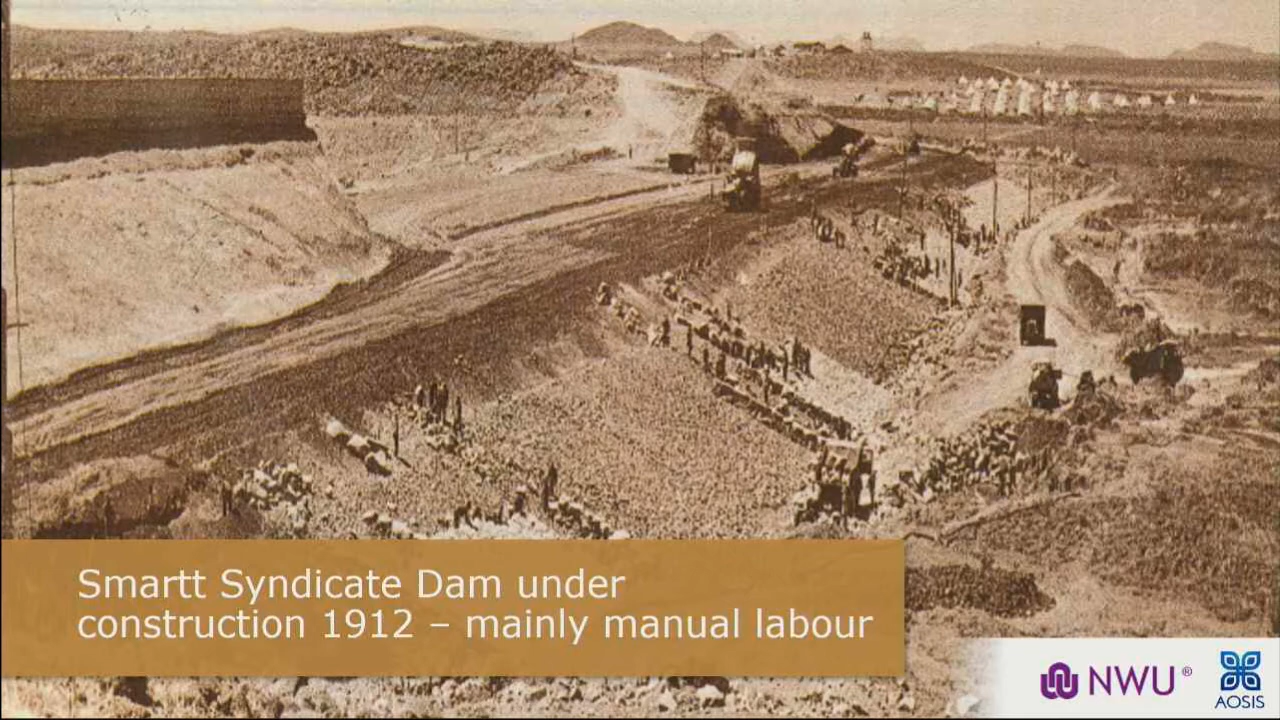 Smartt Syndicate Dam under
construction 1912 – mainly manual labour
NWU®
AOSIS